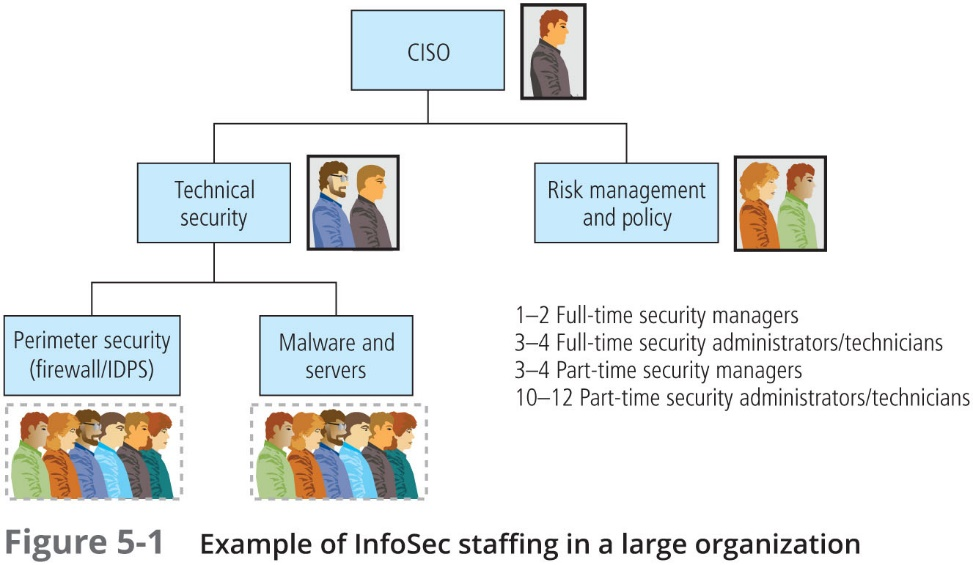 CISO
Technical
security
Risk management
and policy
Perimeter security
(firewall/IDPS)
Malware and
servers
1–2 Full-time security managers
3–4 Full-time security administrators/technicians
3–4 Part-time security managers
10–12 Part-time security administrators/technicians
Figure 5-1 Example of InfoSec staffing in a large organization